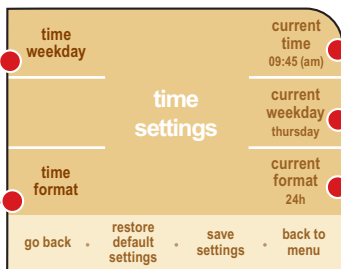 time
weekday
current
time
09:45 (am)
time
settings
current
weekday
thursday
time
format
current
format
24h
go back
restore
default
settings
save
settings
back to
menu